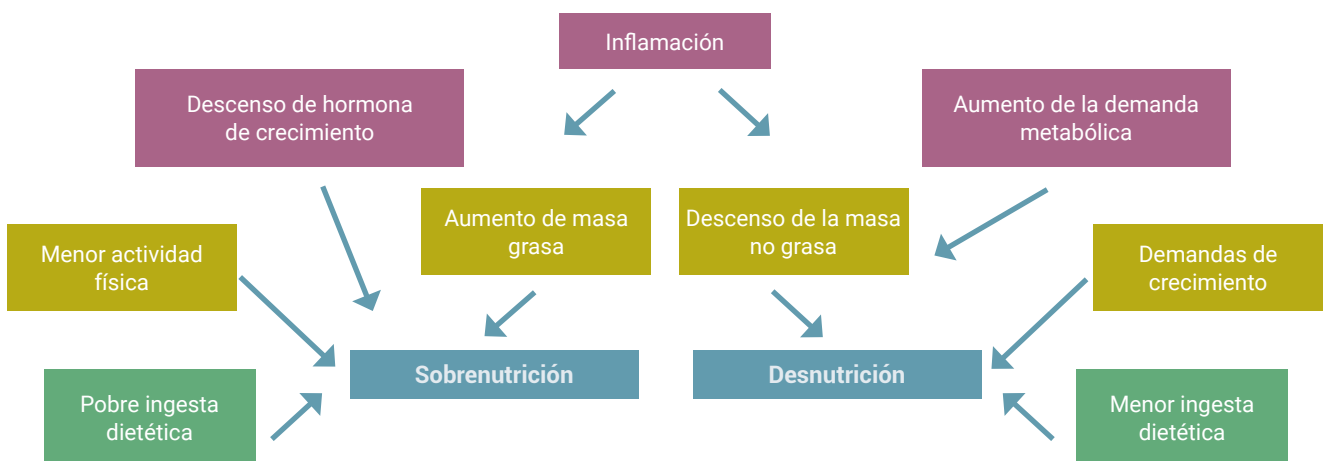 Inflamación
Descenso de hormona
de crecimiento
Aumento de la demanda
metabólica
Aumento de masa
grasa
Descenso de la masa
no grasa
Menor actividad
física
Demandas de
crecimiento
Sobrenutrición
Desnutrición
Pobre ingesta
dietética
Menor ingesta
dietética